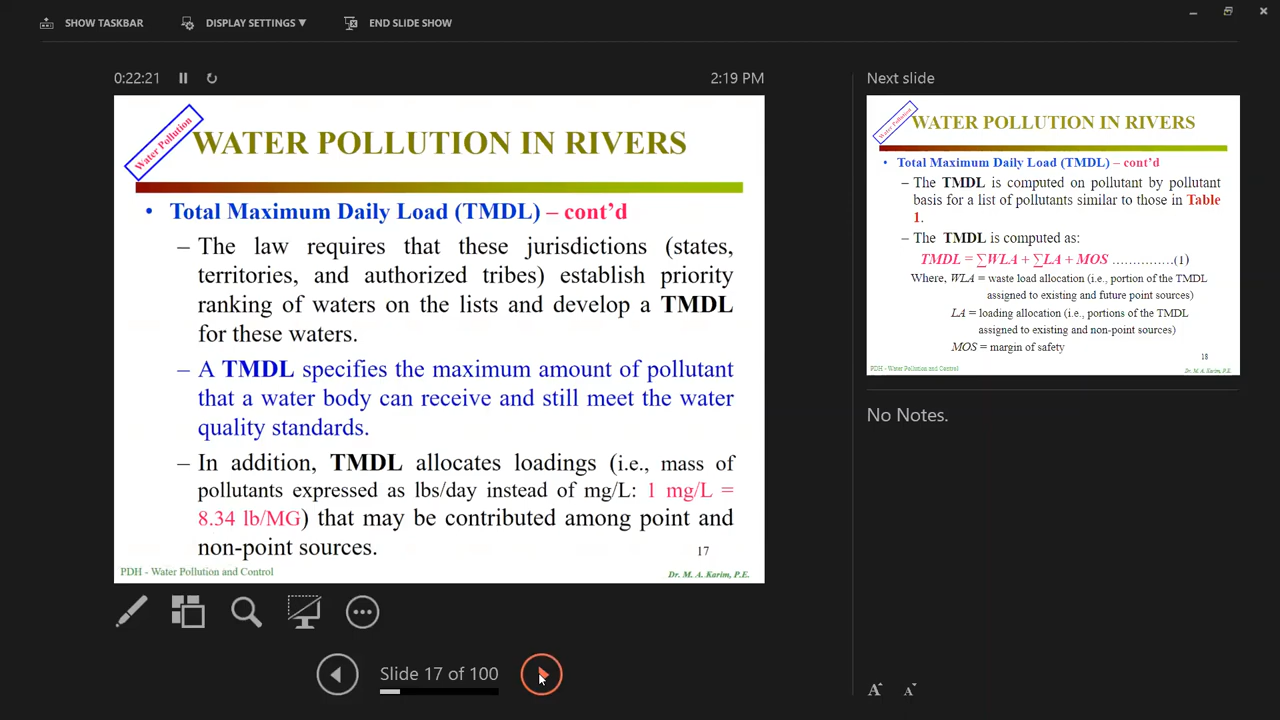 SHOW TASKBAR
DISPLAY SETTINGS ▼
END SLIDE SHOW
0:22:21
2:19 PM
Water Pollution
WATER POLLUTION IN RIVERS
• Total Maximum Daily Load (TMDL) – cont’d
– The law requires that these jurisdictions (states,
territories, and authorized tribes) establish priority
ranking of waters on the lists and develop a TMDL
for these waters.
– A TMDL specifies the maximum amount of pollutant
that a water body can receive and still meet the water
quality standards.
– In addition, TMDL allocates loadings (i.e., mass of
pollutants expressed as lbs/day instead of mg/L: 1 mg/L =
8.34 lb/MG) that may be contributed among point and
non-point sources.
17
PDH - Water Pollution and Control
Dr. M. A. Karim, P.E.
Slide 17 of 100
Next slide
Water Pollution
WATER POLLUTION IN RIVERS
• Total Maximum Daily Load (TMDL) – cont’d
– The TMDL is computed on pollutant by pollutant
basis for a list of pollutants similar to those in Table
1.
– The TMDL is computed as:
TMDL = ∑WLA + ∑LA + MOS ……………(1)
Where, WLA = waste load allocation (i.e., portion of the TMDL
assigned to existing and future point sources)
LA = loading allocation (i.e., portions of the TMDL
assigned to existing and non-point sources)
MOS = margin of safety
18
PDH - Water Pollution and Control
Dr. M. A. Karim, P.E.
No Notes.
A A